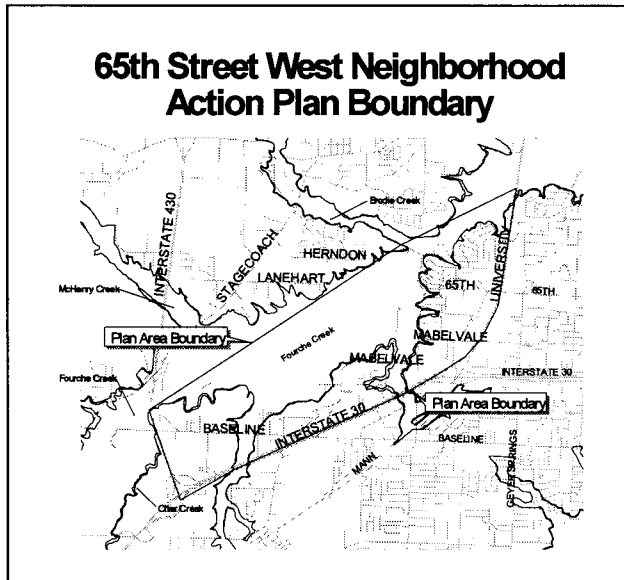 65th Street West Neighborhood
Action Plan Boundary
Brodie Creek
INTERSTATE 430
STAGECOACH
HERNDON
LANEHART
McHenry Creek
65TH
UNIVERSITY
65TH
Plan Area Boundary
Fourche Creek
MABELVALE
MABELVALE
INTERSTATE 30
Fourche Creek
Plan Area Boundary
BASELINE
INTERSTATE 30
BASELINE
MANN
GEYER SPRINGS
Otter Creek